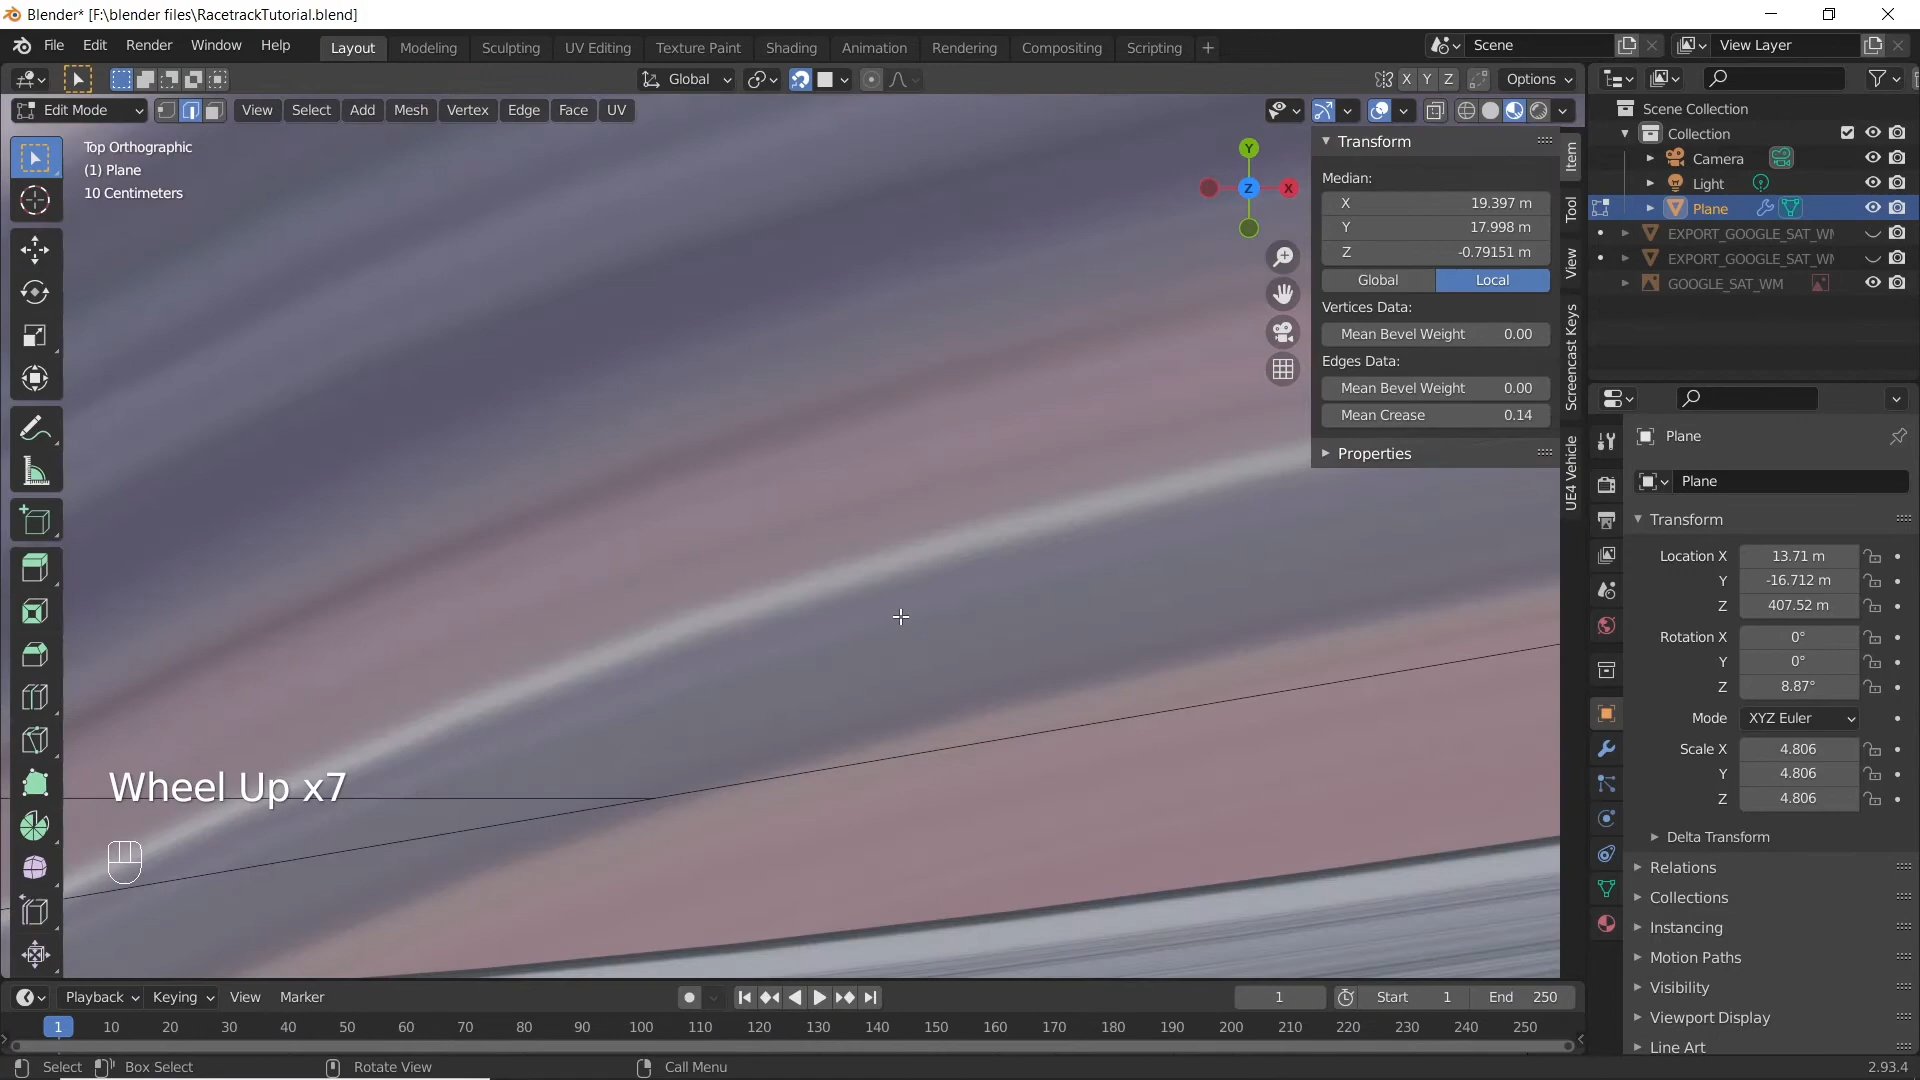 Blender* [F:\blender files\RacetrackTutorial.blend]
File Edit Render Window Help
Layout Modeling Sculpting UV Editing Texture Paint Shading Animation Rendering Compositing Scripting +
Scene
View Layer
Global
X Y Z
Options
Edit Mode
View Select Add Mesh Vertex Edge Face UV
Top Orthographic
(1) Plane
10 Centimeters
Y
Z X
Transform
Median:
X 19.397 m
Y 17.998 m
Z -0.79151 m
Global Local
Vertices Data:
Mean Bevel Weight 0.00
Edges Data:
Mean Bevel Weight 0.00
Mean Crease 0.14
Properties
Item
Tool
View
Screencast Keys
UE4 Vehicle
Scene Collection
Collection
Camera
Light
Plane
EXPORT_GOOGLE_SAT_WM
EXPORT_GOOGLE_SAT_WM
GOOGLE_SAT_WM
Plane
Plane
Transform
Location X 13.71 m
Y -16.712 m
Z 407.52 m
Rotation X 0°
Y 0°
Z 8.87°
Mode XYZ Euler
Scale X 4.806
Y 4.806
Z 4.806
Delta Transform
Relations
Collections
Instancing
Motion Paths
Visibility
Viewport Display
Line Art
Wheel Up x7
Playback Keying View Marker
1
Start 1
End 250
1 10 20 30 40 50 60 70 80 90 100 110 120 130 140 150 160 170 180 190 200 210 220 230 240 250
Select Box Select Rotate View Call Menu
2.93.4